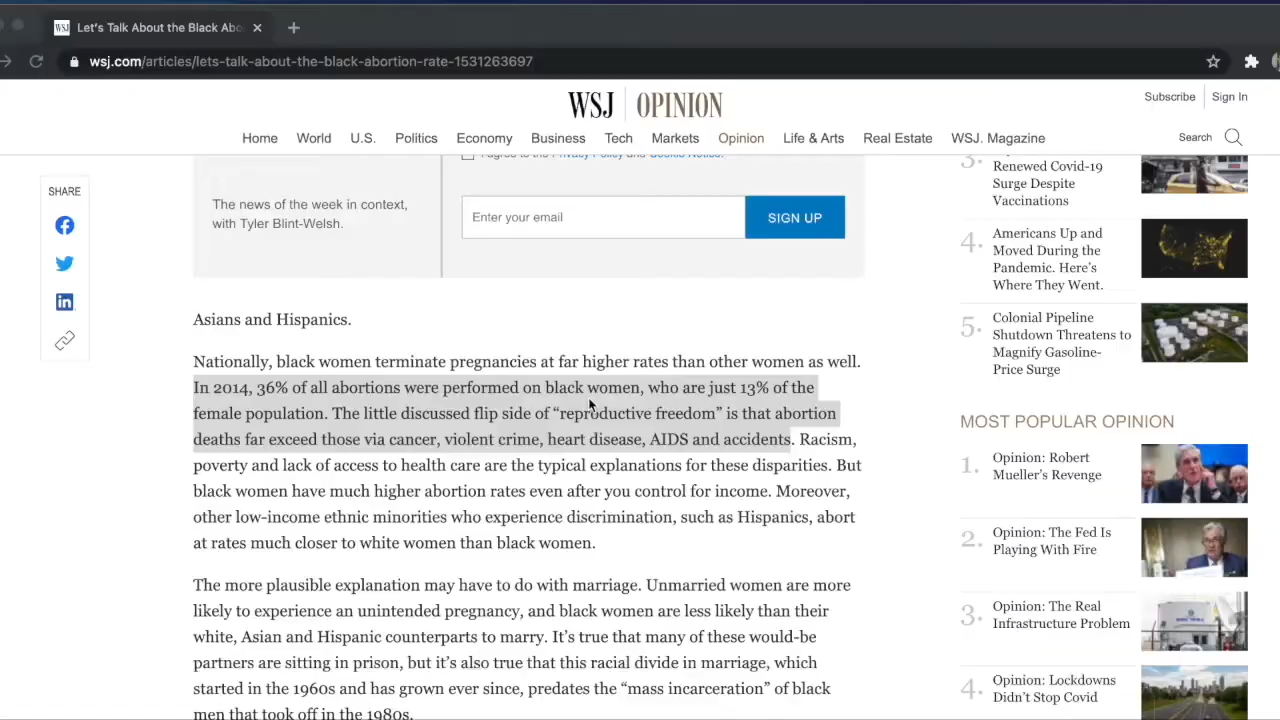 WSJ Let's Talk About the Black Abo
wsj.com/articles/lets-talk-about-the-black-abortion-rate-1531263697
WSJ OPINION
Subscribe Sign In
Home World U.S. Politics Economy Business Tech Markets Opinion Life & Arts Real Estate WSJ. Magazine
Search
SHARE
I agree to the Privacy Policy and Cookie Notice.
The news of the week in context,
with Tyler Blint-Welsh.
Enter your email
SIGN UP
Asians and Hispanics.
Nationally, black women terminate pregnancies at far higher rates than other women as well.
In 2014, 36% of all abortions were performed on black women, who are just 13% of the
female population. The little discussed flip side of “reproductive freedom” is that abortion
deaths far exceed those via cancer, violent crime, heart disease, AIDS and accidents. Racism,
poverty and lack of access to health care are the typical explanations for these disparities. But
black women have much higher abortion rates even after you control for income. Moreover,
other low-income ethnic minorities who experience discrimination, such as Hispanics, abort
at rates much closer to white women than black women.
The more plausible explanation may have to do with marriage. Unmarried women are more
likely to experience an unintended pregnancy, and black women are less likely than their
white, Asian and Hispanic counterparts to marry. It’s true that many of these would-be
partners are sitting in prison, but it’s also true that this racial divide in marriage, which
started in the 1960s and has grown ever since, predates the “mass incarceration” of black
men that took off in the 1980s.
3.
Renewed Covid-19
Surge Despite
Vaccinations
4. Americans Up and
Moved During the
Pandemic. Here’s
Where They Went.
5. Colonial Pipeline
Shutdown Threatens to
Magnify Gasoline-
Price Surge
MOST POPULAR OPINION
1. Opinion: Robert
Mueller’s Revenge
2. Opinion: The Fed Is
Playing With Fire
3. Opinion: The Real
Infrastructure Problem
4. Opinion: Lockdowns
Didn’t Stop Covid